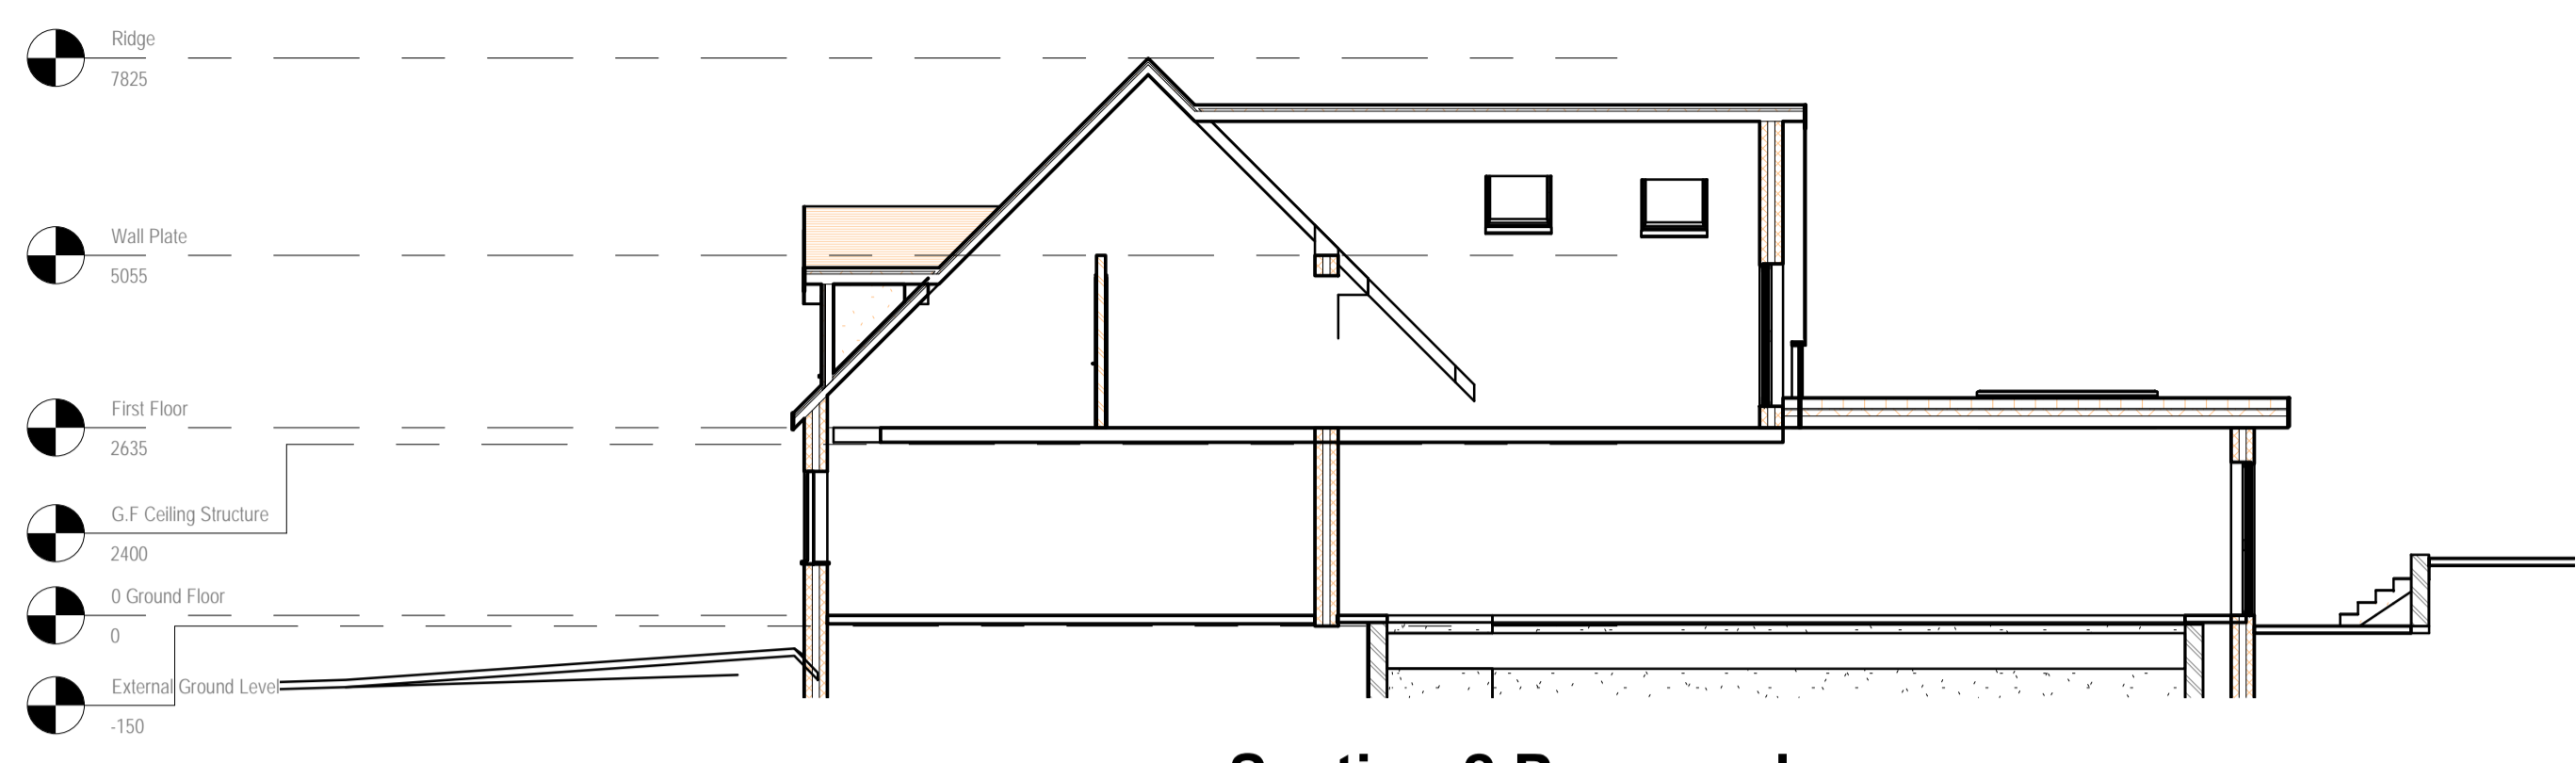 Ridge
7825
Wall Plate
5055
First Floor
2635
G.F Ceiling Structure
2400
0 Ground Floor
0
External Ground Level
-150